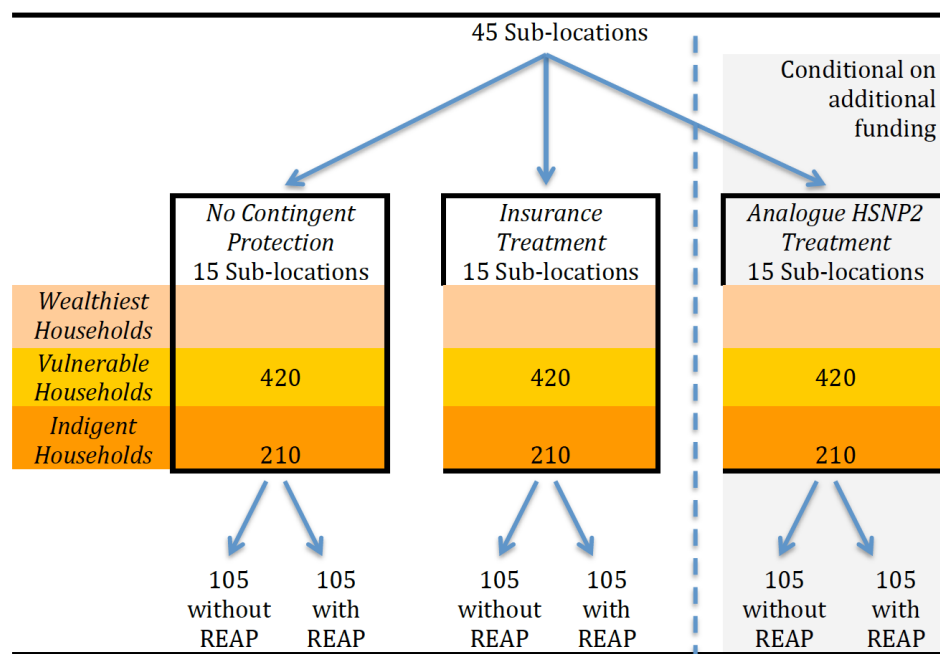 45 Sub-locations
Conditional on
additional
funding
No Contingent
Protection
15 Sub-locations
Insurance
Treatment
15 Sub-locations
Analogue HSNP2
Treatment
15 Sub-locations
Wealthiest
Households
Vulnerable
Households
420
420
420
Indigent
Households
210
210
210
105
without
REAP
105
with
REAP
105
without
REAP
105
with
REAP
105
without
REAP
105
with
REAP